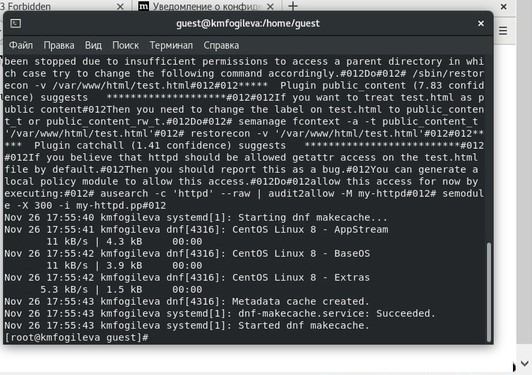 3 Forbidden
Уведомление о конфид
guest@kmfogileva:/home/guest
Файл Правка Вид Поиск Терминал Справка
been stopped due to insufficient permissions to access a parent directory in whi
ch case try to change the following command accordingly.#012Do#012# /sbin/restor
econ -v /var/www/html/test.html#012#012***** Plugin public_content (7.83 confid
ence) suggests **********************#012#012If you want to treat test.html as p
ublic content#012Then you need to change the label on test.html to public_conten
t_t or public_content_rw_t.#012Do#012# semanage fcontext -a -t public_content_t
'/var/www/html/test.html'#012# restorecon -v '/var/www/html/test.html'#012#012**
*** Plugin catchall (1.41 confidence) suggests **************************#012
#012If you believe that httpd should be allowed getattr access on the test.html
file by default.#012Then you should report this as a bug.#012You can generate a
local policy module to allow this access.#012Do#012allow this access for now by
executing:#012# ausearch -c 'httpd' --raw | audit2allow -M my-httpd#012# semodul
e -X 300 -i my-httpd.pp#012
Nov 26 17:55:40 kmfogileva systemd[1]: Starting dnf makecache...
Nov 26 17:55:41 kmfogileva dnf[4316]: CentOS Linux 8 - AppStream
11 kB/s | 4.3 kB 00:00
Nov 26 17:55:42 kmfogileva dnf[4316]: CentOS Linux 8 - BaseOS
11 kB/s | 3.9 kB 00:00
Nov 26 17:55:42 kmfogileva dnf[4316]: CentOS Linux 8 - Extras
5.3 kB/s | 1.5 kB 00:00
Nov 26 17:55:43 kmfogileva dnf[4316]: Metadata cache created.
Nov 26 17:55:43 kmfogileva systemd[1]: dnf-makecache.service: Succeeded.
Nov 26 17:55:43 kmfogileva systemd[1]: Started dnf makecache.
[root@kmfogileva guest]#